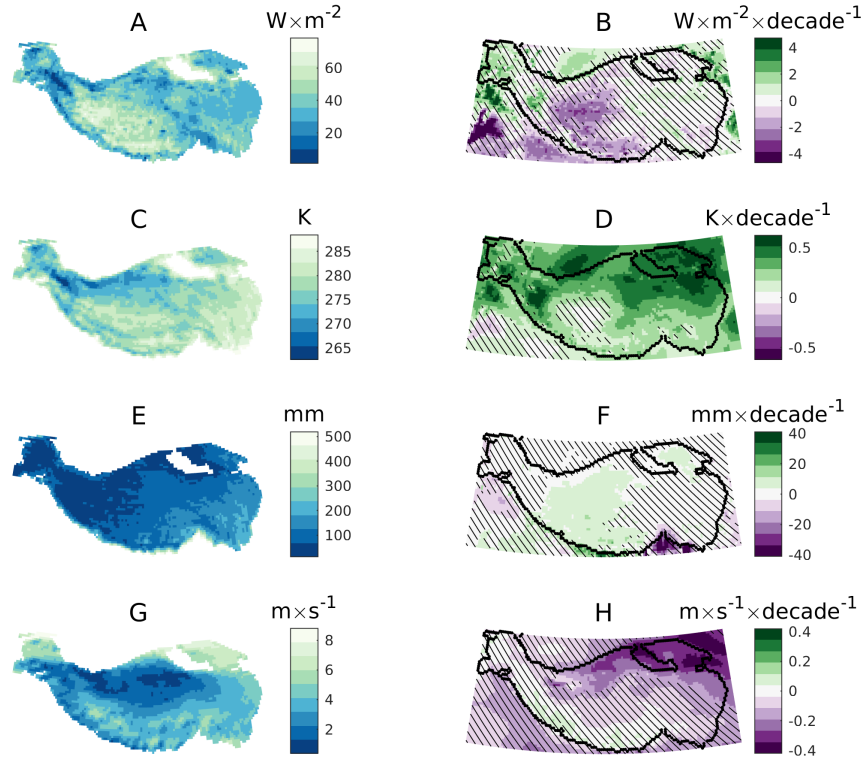 A
W×m⁻²
60
40
20
B
W×m⁻²×decade⁻¹
4
2
0
-2
-4
C
K
285
280
275
270
265
D
K×decade⁻¹
0.5
0
-0.5
E
mm
500
400
300
200
100
F
mm×decade⁻¹
40
20
0
-20
-40
G
m×s⁻¹
8
6
4
2
H
m×s⁻¹×decade⁻¹
0.4
0.2
0
-0.2
-0.4